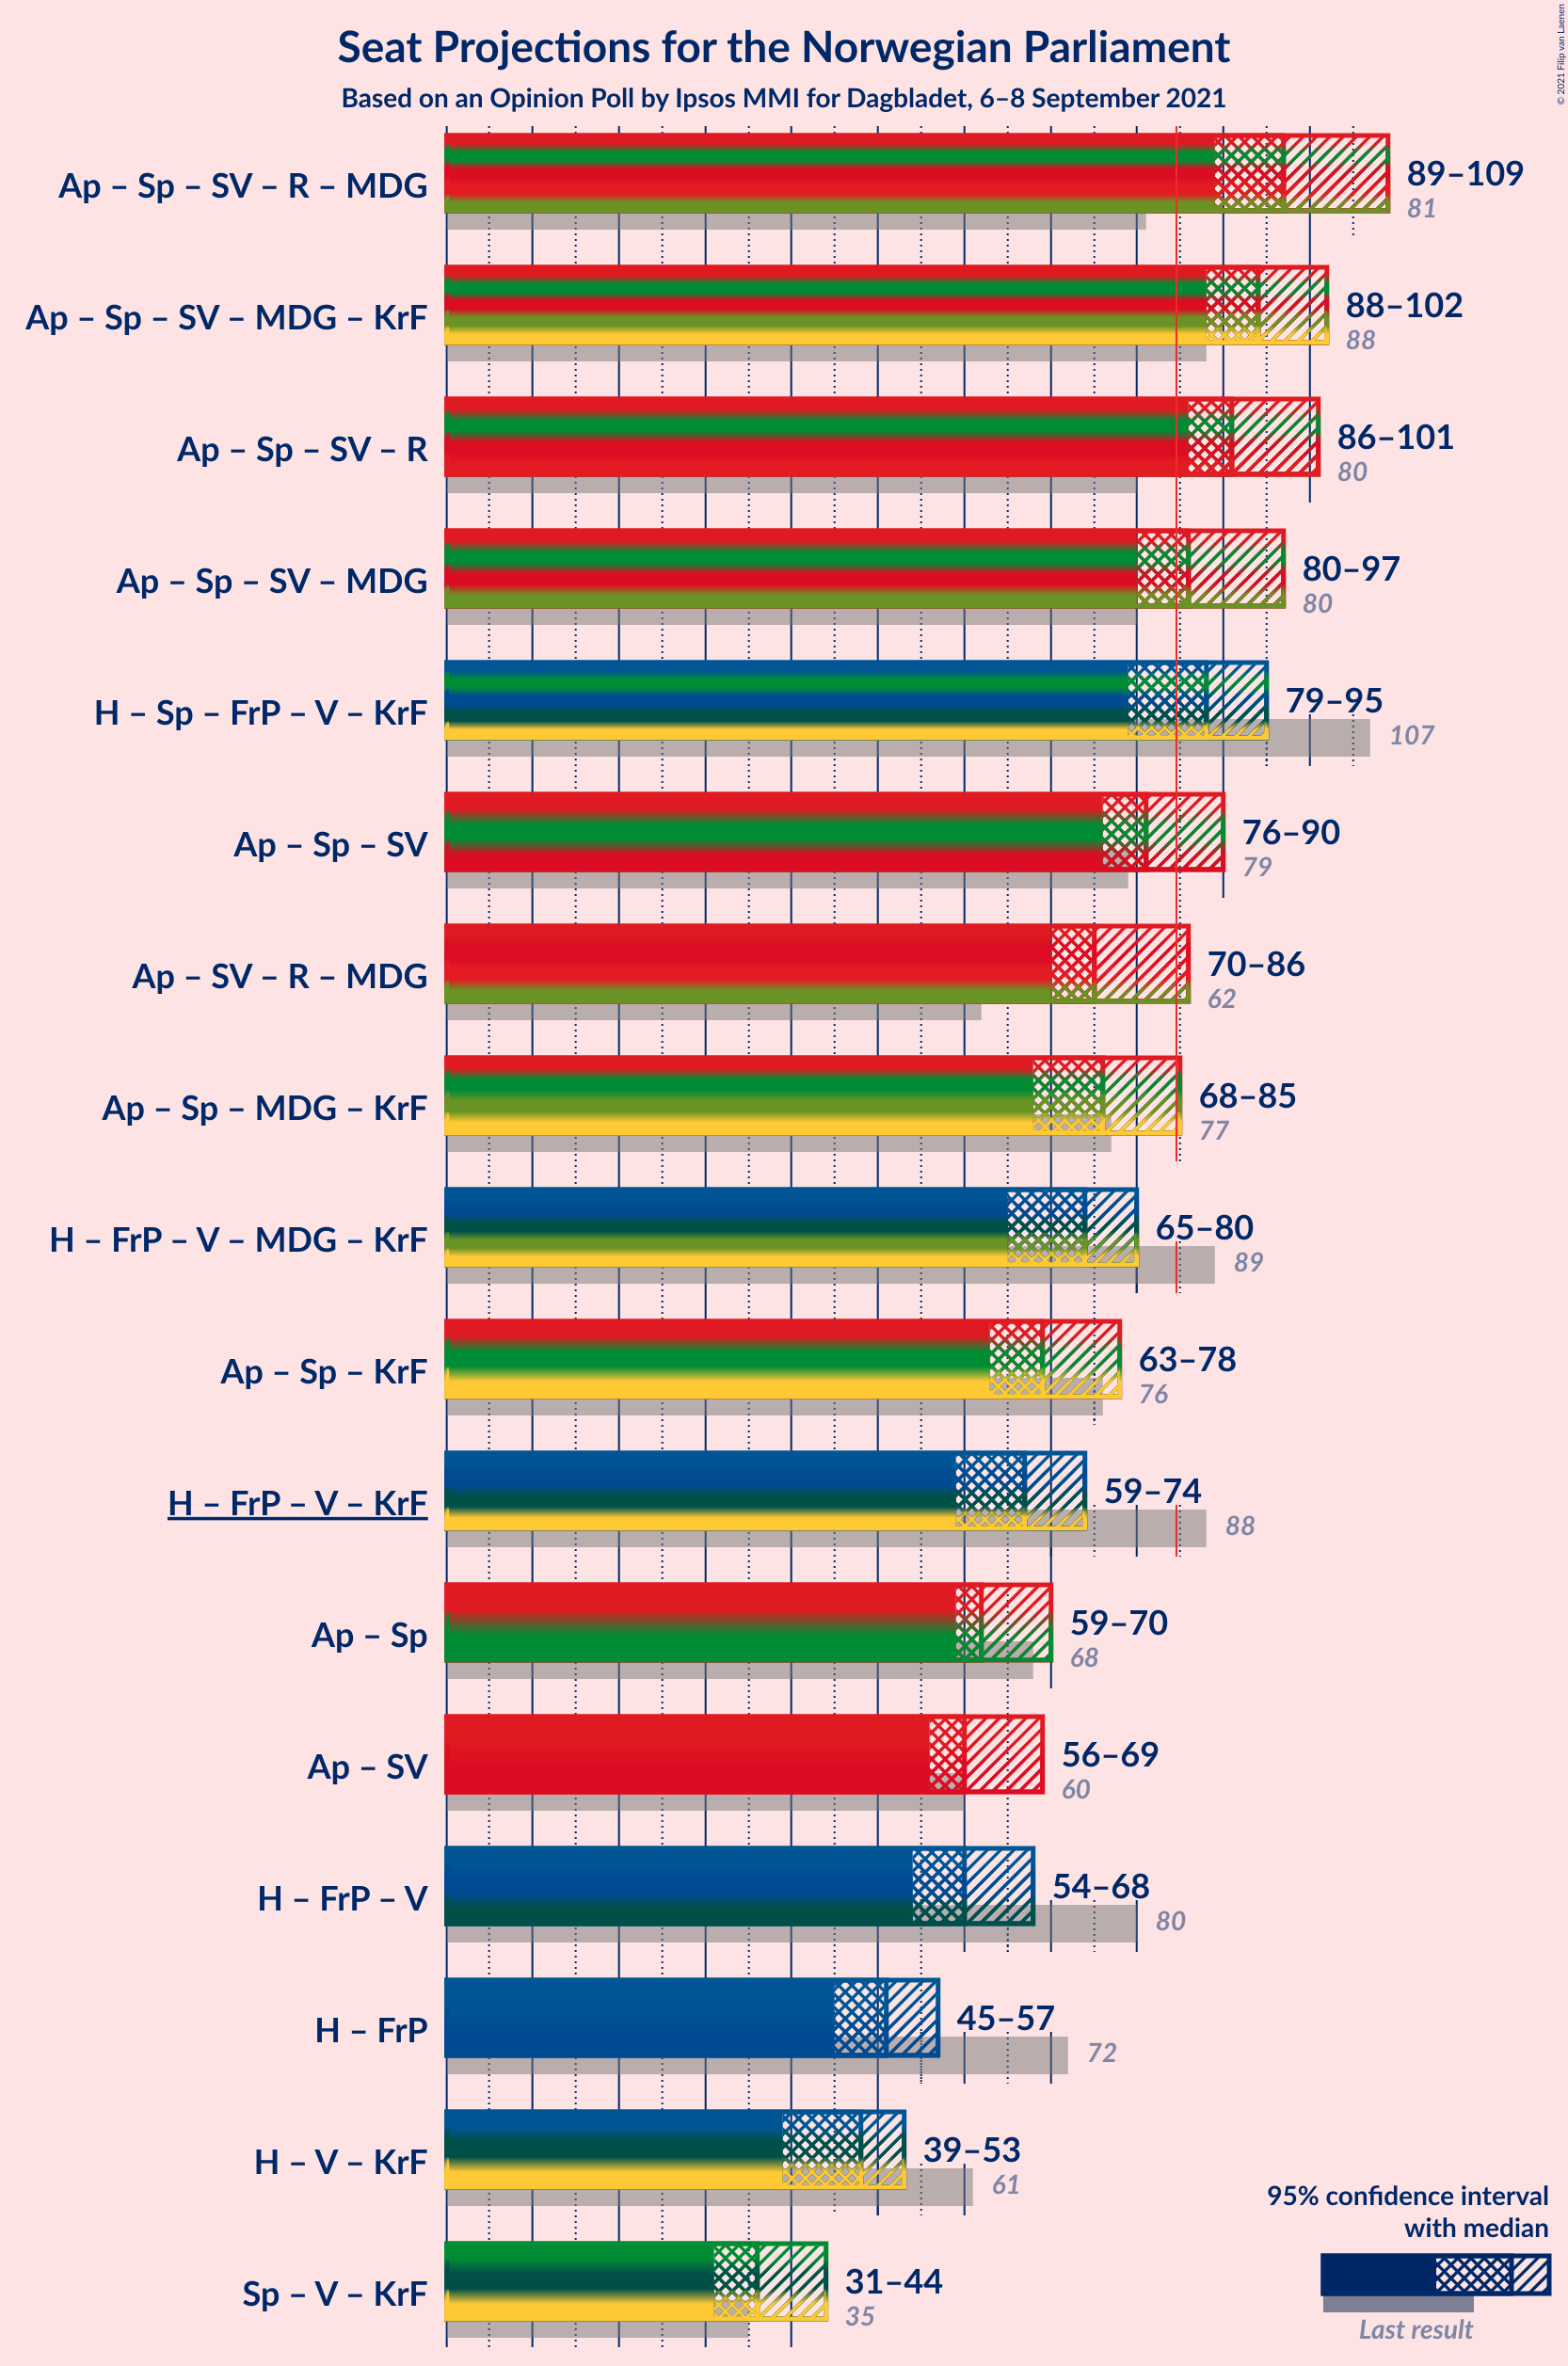 Seat Projections for the Norwegian Parliament
Based on an Opinion Poll by Ipsos MMI for Dagbladet, 6–8 September 2021
© 2021 Filip van Laenen
Ap – Sp – SV – R – MDG
89–109
81
Ap – Sp – SV – MDG – KrF
88–102
88
Ap – Sp – SV – R
86–101
80
Ap – Sp – SV – MDG
80–97
80
H – Sp – FrP – V – KrF
79–95
107
Ap – Sp – SV
76–90
79
Ap – SV – R – MDG
70–86
62
Ap – Sp – MDG – KrF
68–85
77
H – FrP – V – MDG – KrF
65–80
89
Ap – Sp – KrF
63–78
76
H – FrP – V – KrF
59–74
88
Ap – Sp
59–70
68
Ap – SV
56–69
60
H – FrP – V
54–68
80
H – FrP
45–57
72
H – V – KrF
39–53
61
Sp – V – KrF
31–44
35
95% confidence interval
with median
Last result